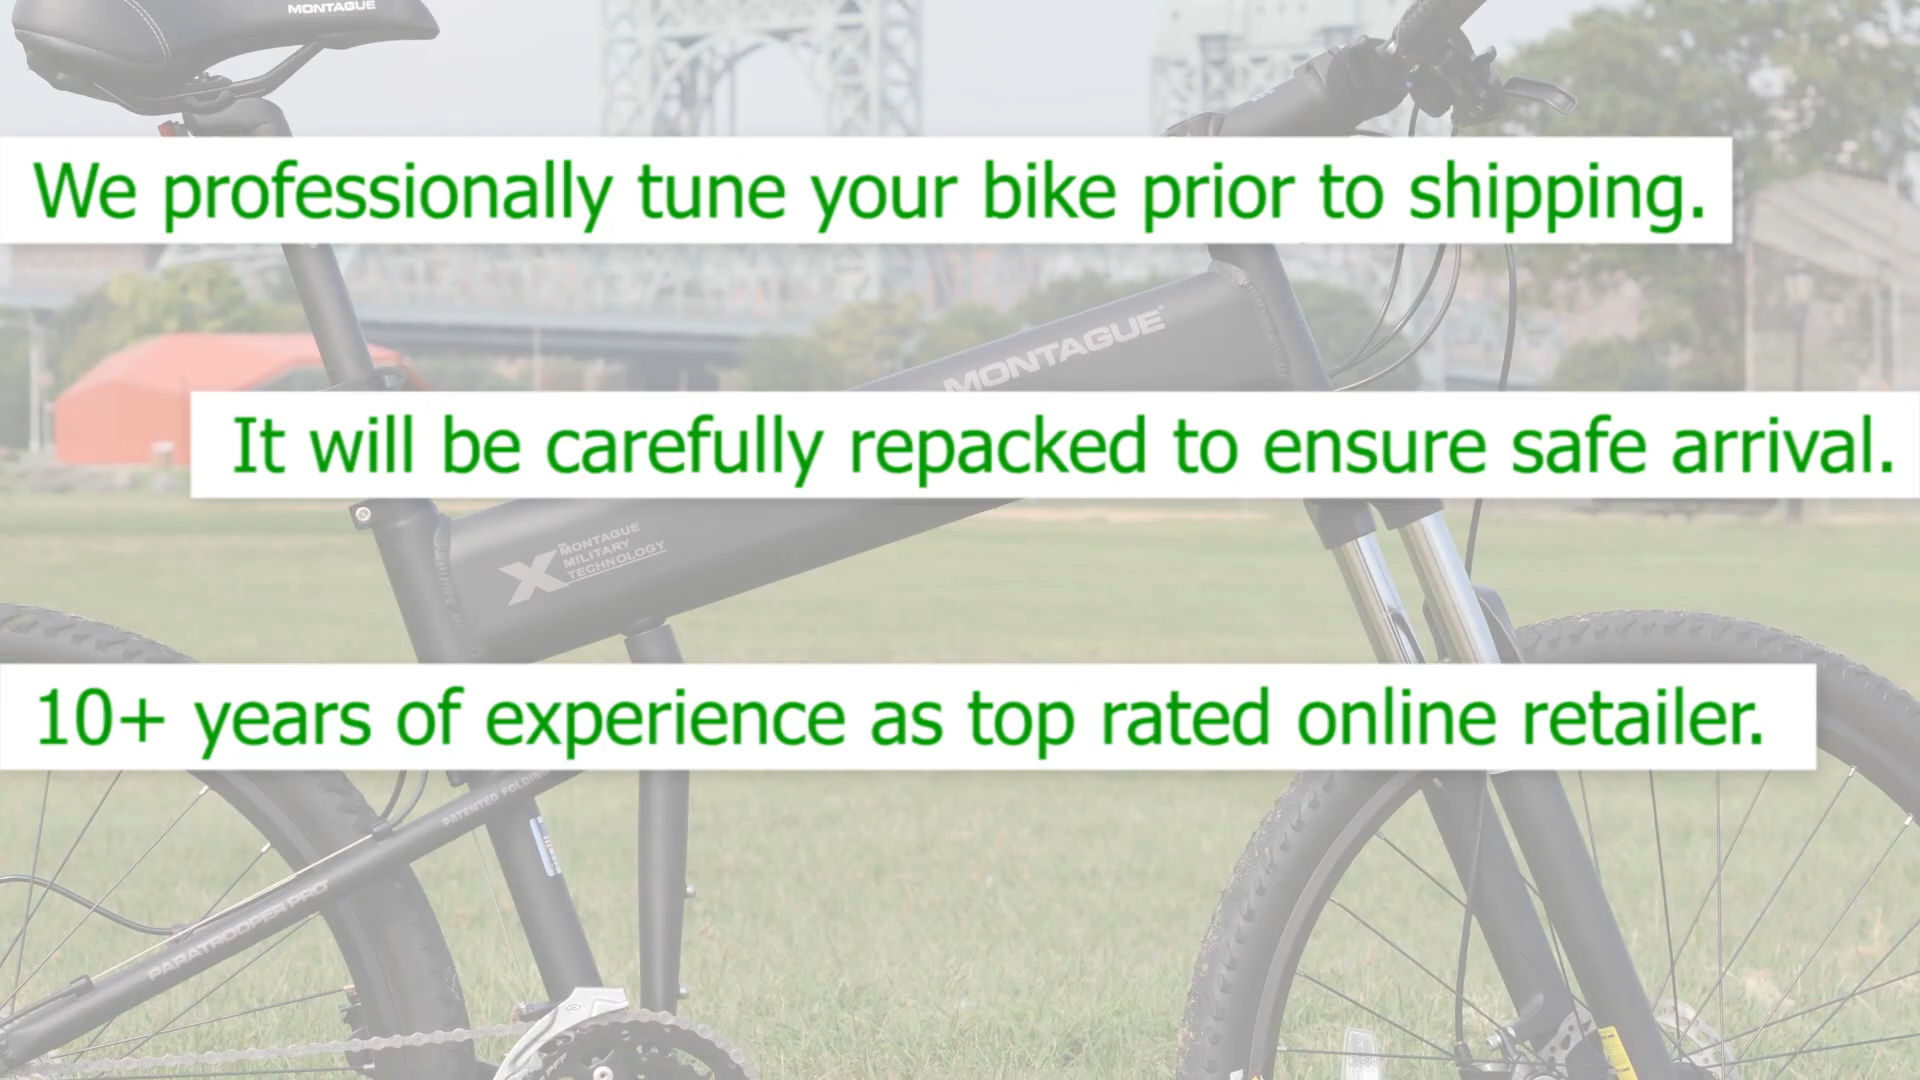 MONTAGUE
We professionally tune your bike prior to shipping.
MONTAGUE
It will be carefully repacked to ensure safe arrival.
X MONTAGUE
MILITARY
TECHNOLOGY
10+ years of experience as top rated online retailer.
PATENTED FOLDING
PARATROOPER PRO